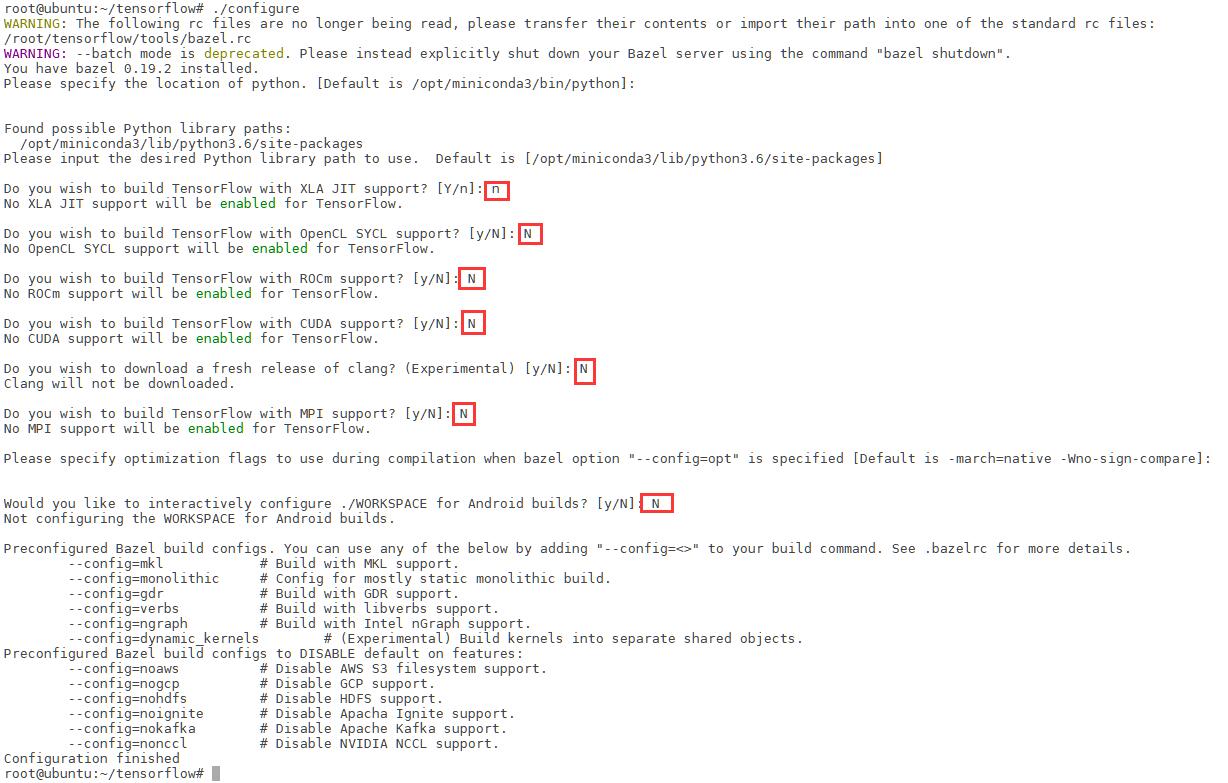 root@ubuntu:~/tensorflow# ./configure
WARNING: The following rc files are no longer being read, please transfer their contents or import their path into one of the standard rc files:
/root/tensorflow/tools/bazel.rc
WARNING: --batch mode is deprecated. Please instead explicitly shut down your Bazel server using the command "bazel shutdown".
You have bazel 0.19.2 installed.
Please specify the location of python. [Default is /opt/miniconda3/bin/python]:
Found possible Python library paths:
  /opt/miniconda3/lib/python3.6/site-packages
Please input the desired Python library path to use.  Default is [/opt/miniconda3/lib/python3.6/site-packages]
Do you wish to build TensorFlow with XLA JIT support? [Y/n]: n
No XLA JIT support will be enabled for TensorFlow.
Do you wish to build TensorFlow with OpenCL SYCL support? [y/N]: N
No OpenCL SYCL support will be enabled for TensorFlow.
Do you wish to build TensorFlow with ROCm support? [y/N]: N
No ROCm support will be enabled for TensorFlow.
Do you wish to build TensorFlow with CUDA support? [y/N]: N
No CUDA support will be enabled for TensorFlow.
Do you wish to download a fresh release of clang? (Experimental) [y/N]: N
Clang will not be downloaded.
Do you wish to build TensorFlow with MPI support? [y/N]: N
No MPI support will be enabled for TensorFlow.
Please specify optimization flags to use during compilation when bazel option "--config=opt" is specified [Default is -march=native -Wno-sign-compare]:
Would you like to interactively configure ./WORKSPACE for Android builds? [y/N]: N
Not configuring the WORKSPACE for Android builds.
Preconfigured Bazel build configs. You can use any of the below by adding "--config=<>" to your build command. See .bazelrc for more details.
        --config=mkl            # Build with MKL support.
        --config=monolithic     # Config for mostly static monolithic build.
        --config=gdr            # Build with GDR support.
        --config=verbs          # Build with libverbs support.
        --config=ngraph         # Build with Intel nGraph support.
        --config=dynamic_kernels        # (Experimental) Build kernels into separate shared objects.
Preconfigured Bazel build configs to DISABLE default on features:
        --config=noaws          # Disable AWS S3 filesystem support.
        --config=nogcp          # Disable GCP support.
        --config=nohdfs         # Disable HDFS support.
        --config=noignite       # Disable Apacha Ignite support.
        --config=nokafka        # Disable Apache Kafka support.
        --config=nonccl         # Disable NVIDIA NCCL support.
Configuration finished
root@ubuntu:~/tensorflow#